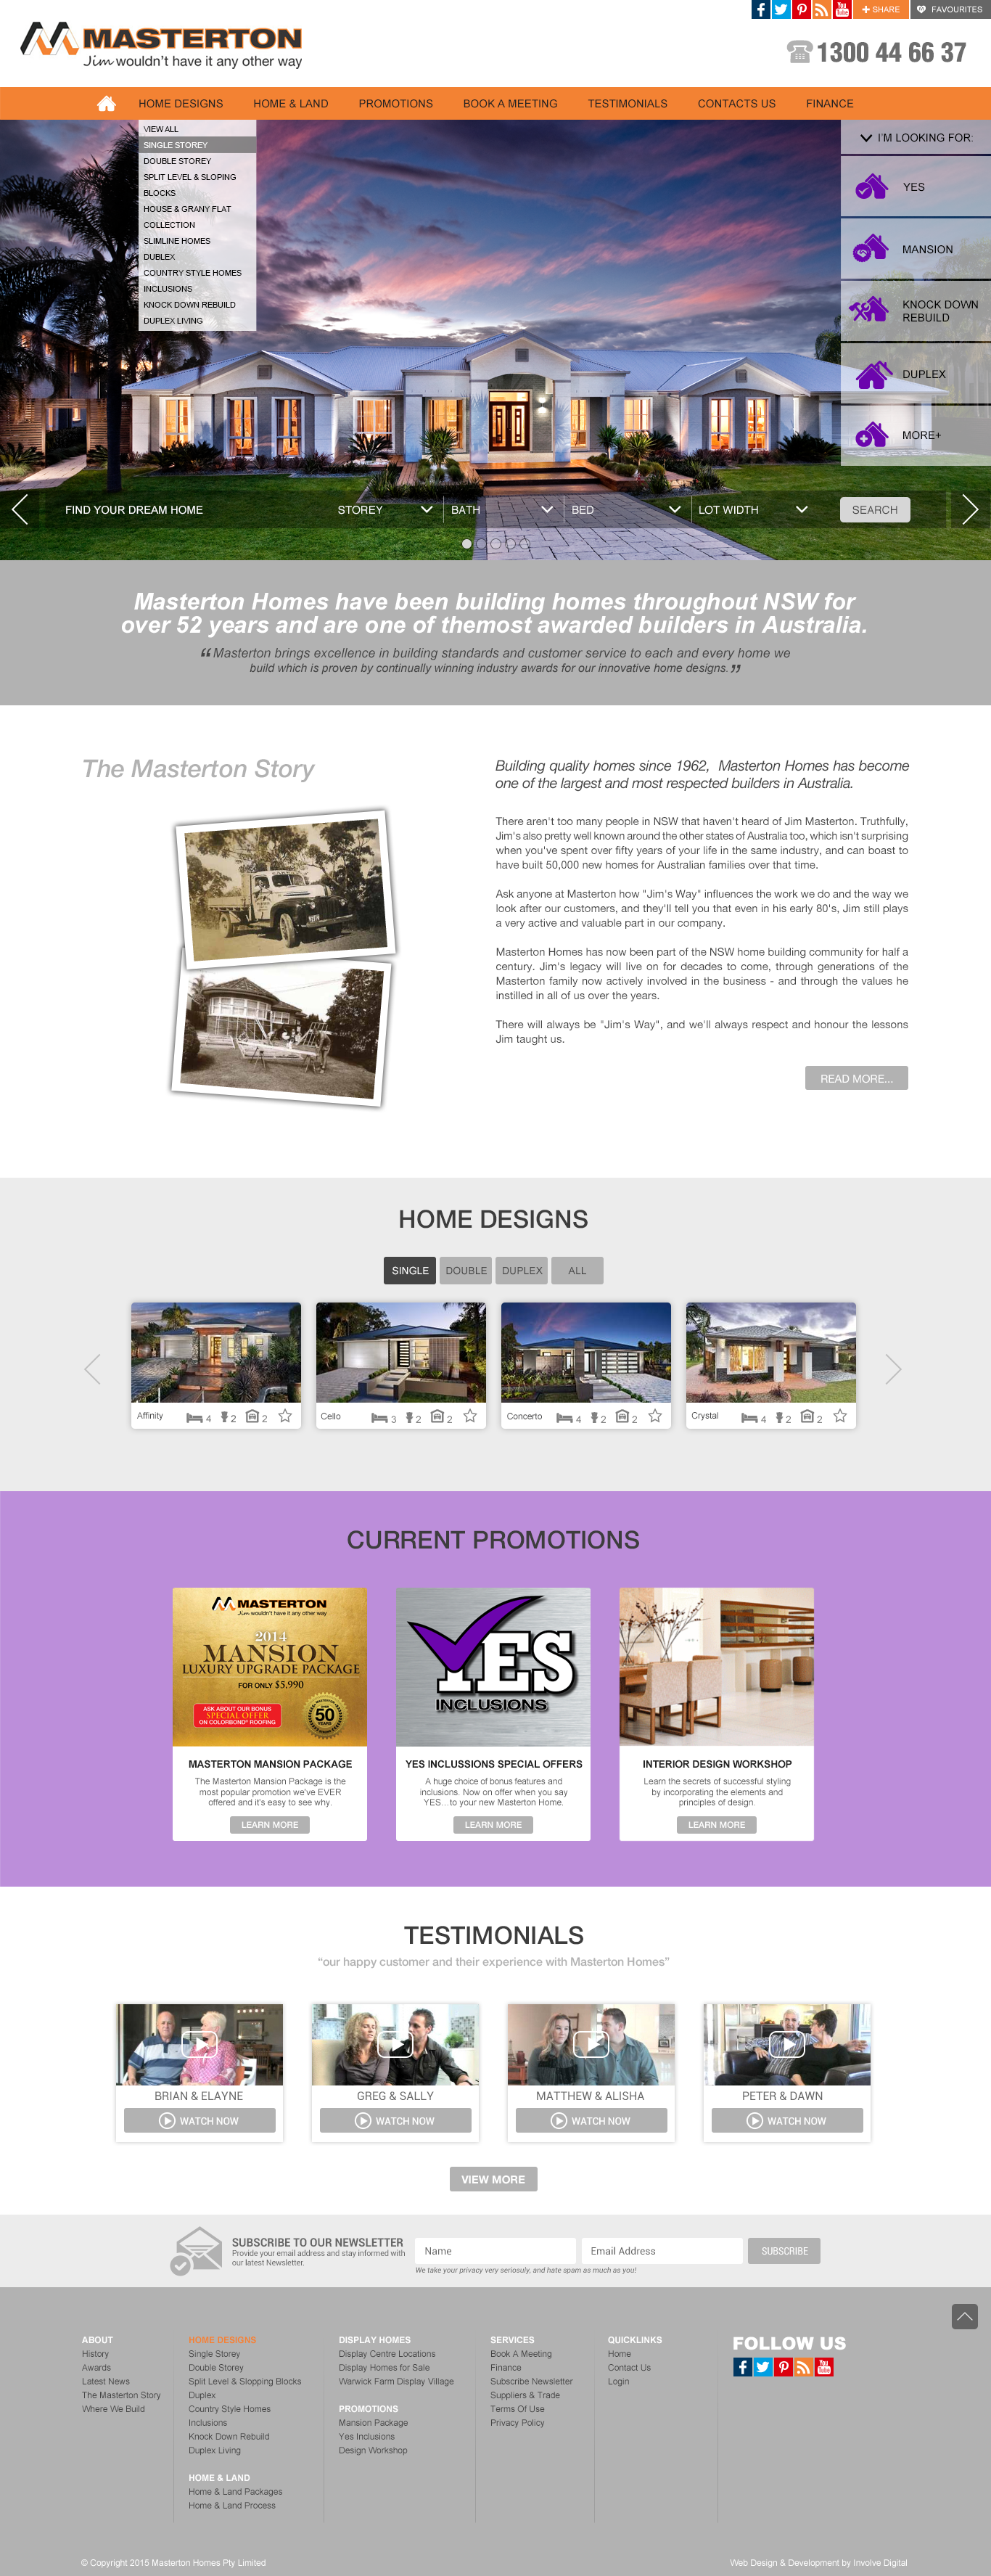 SHARE
FAVOURITES
MASTERTON
Jim wouldn't have it any other way
1300 44 66 37
HOME DESIGNS
HOME & LAND
PROMOTIONS
BOOK A MEETING
TESTIMONIALS
CONTACTS US
FINANCE
VIEW ALL
SINGLE STOREY
DOUBLE STOREY
SPLIT LEVEL & SLOPING
BLOCKS
HOUSE & GRANY FLAT
COLLECTION
SLIMLINE HOMES
DUBLEX
COUNTRY STYLE HOMES
INCLUSIONS
KNOCK DOWN REBUILD
DUPLEX LIVING
I'M LOOKING FOR:
YES
MANSION
KNOCK DOWN
REBUILD
DUPLEX
MORE+
FIND YOUR DREAM HOME
STOREY
BATH
BED
LOT WIDTH
SEARCH
Masterton Homes have been building homes throughout NSW for
over 52 years and are one of themost awarded builders in Australia.
“Masterton brings excellence in building standards and customer service to each and every home we
build which is proven by continually winning industry awards for our innovative home designs.”
The Masterton Story
Building quality homes since 1962, Masterton Homes has become
one of the largest and most respected builders in Australia.
There aren't too many people in NSW that haven't heard of Jim Masterton. Truthfully,
Jim's also pretty well known around the other states of Australia too, which isn't surprising
when you've spent over fifty years of your life in the same industry, and can boast to
have built 50,000 new homes for Australian families over that time.
Ask anyone at Masterton how "Jim's Way" influences the work we do and the way we
look after our customers, and they'll tell you that even in his early 80's, Jim still plays
a very active and valuable part in our company.
Masterton Homes has now been part of the NSW home building community for half a
century. Jim's legacy will live on for decades to come, through generations of the
Masterton family now actively involved in the business - and through the values he
instilled in all of us over the years.
There will always be "Jim's Way", and we'll always respect and honour the lessons
Jim taught us.
READ MORE...
HOME DESIGNS
SINGLE
DOUBLE
DUPLEX
ALL
Affinity 4 2 2
Cello 3 2 2
Concerto 4 2 2
Crystal 4 2 2
CURRENT PROMOTIONS
MASTERTON
Jim wouldn't have it any other way
2014
MANSION
LUXURY UPGRADE PACKAGE
FOR ONLY $5,990
ASK ABOUT OUR BONUS
SPECIAL OFFER
ON COLORBOND ROOFING
50
YEARS
YES
INCLUSIONS
MASTERTON MANSION PACKAGE
The Masterton Mansion Package is the
most popular promotion we've EVER
offered and it's easy to see why.
LEARN MORE
YES INCLUSSIONS SPECIAL OFFERS
A huge choice of bonus features and
inclusions. Now on offer when you say
YES...to your new Masterton Home.
LEARN MORE
INTERIOR DESIGN WORKSHOP
Learn the secrets of successful styling
by incorporating the elements and
principles of design.
LEARN MORE
TESTIMONIALS
“our happy customer and their experience with Masterton Homes”
BRIAN & ELAYNE
WATCH NOW
GREG & SALLY
WATCH NOW
MATTHEW & ALISHA
WATCH NOW
PETER & DAWN
WATCH NOW
VIEW MORE
SUBSCRIBE TO OUR NEWSLETTER
Provide your email address and stay informed with
our latest Newsletter.
Name
Email Address
SUBSCRIBE
We take your privacy very seriosuly, and hate spam as much as you!
ABOUT
History
Awards
Latest News
The Masterton Story
Where We Build
HOME DESIGNS
Single Storey
Double Storey
Split Level & Slopping Blocks
Duplex
Country Style Homes
Inclusions
Knock Down Rebuild
Duplex Living
HOME & LAND
Home & Land Packages
Home & Land Process
DISPLAY HOMES
Display Centre Locations
Display Homes for Sale
Warwick Farm Display Village
PROMOTIONS
Mansion Package
Yes Inclusions
Design Workshop
SERVICES
Book A Meeting
Finance
Subscribe Newsletter
Suppliers & Trade
Terms Of Use
Privacy Policy
QUICKLINKS
Home
Contact Us
Login
FOLLOW US
You Tube
© Copyright 2015 Masterton Homes Pty Limited
Web Design & Development by Involve Digital